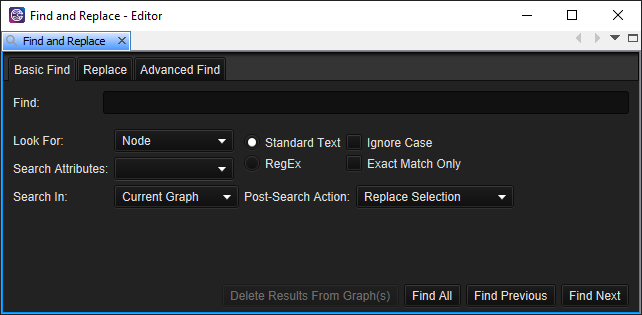 Find and Replace - Editor
Find and Replace
Basic Find Replace Advanced Find
Find:
Look For: Node Standard Text Ignore Case
Search Attributes: RegEx Exact Match Only
Search In: Current Graph Post-Search Action: Replace Selection
Delete Results From Graph(s) Find All Find Previous Find Next